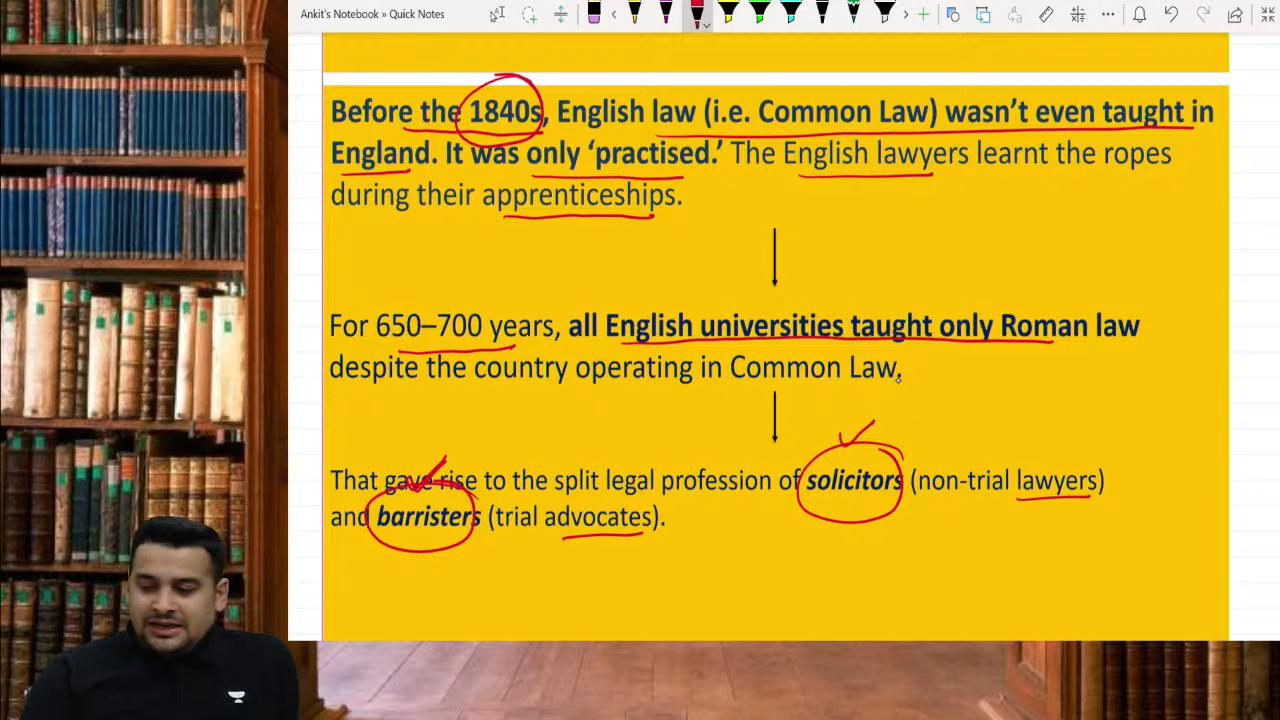 Ankit's Notebook » Quick Notes
Before the 1840s, English law (i.e. Common Law) wasn't even taught in
England. It was only ‘practised.’ The English lawyers learnt the ropes
during their apprenticeships.
For 650–700 years, all English universities taught only Roman law
despite the country operating in Common Law.
That gave rise to the split legal profession of solicitors (non-trial lawyers)
and barristers (trial advocates).